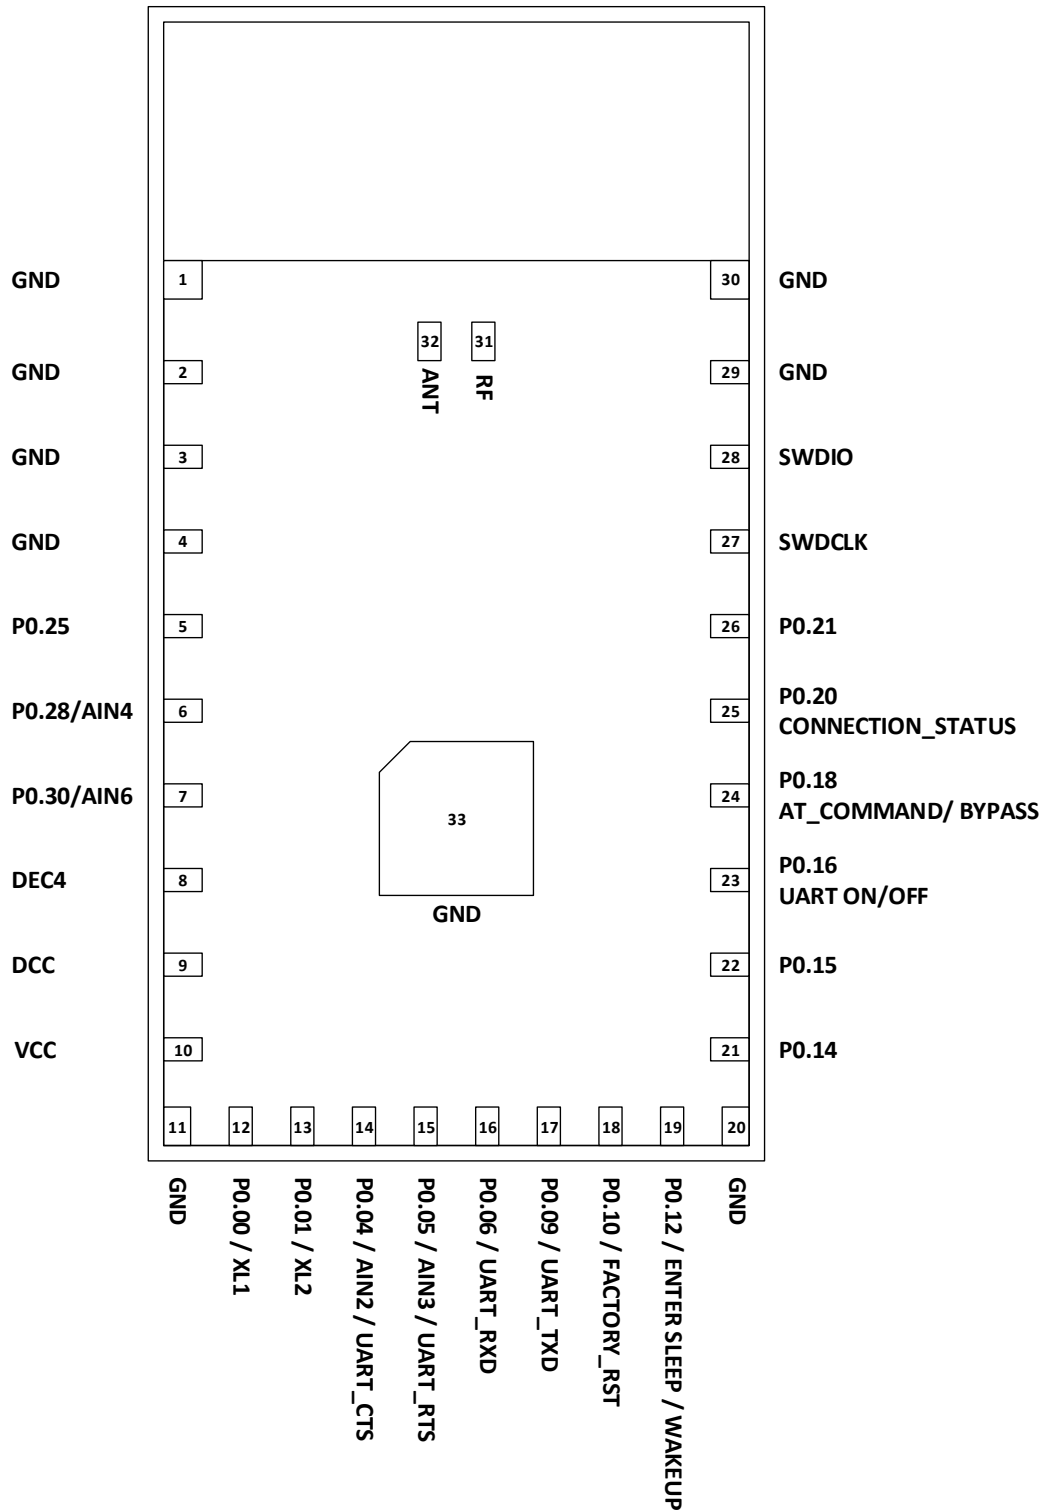 GND 1 30 GND
32 31
ANT RF
GND 2 29 GND
GND 3 28 SWDIO
GND 4 27 SWDCLK
P0.25 5 26 P0.21
P0.28/AIN4 6 25 P0.20
CONNECTION_STATUS
P0.30/AIN6 7 24 P0.18
AT_COMMAND/ BYPASS
33
GND
DEC4 8 23 P0.16
UART ON/OFF
DCC 9 22 P0.15
VCC 10 21 P0.14
11 12 13 14 15 16 17 18 19 20
GND
P0.00 / XL1
P0.01 / XL2
P0.04 / AIN2 / UART_CTS
P0.05 / AIN3 / UART_RTS
P0.06 / UART_RXD
P0.09 / UART_TXD
P0.10 / FACTORY_RST
P0.12 / ENTER SLEEP / WAKEUP
GND